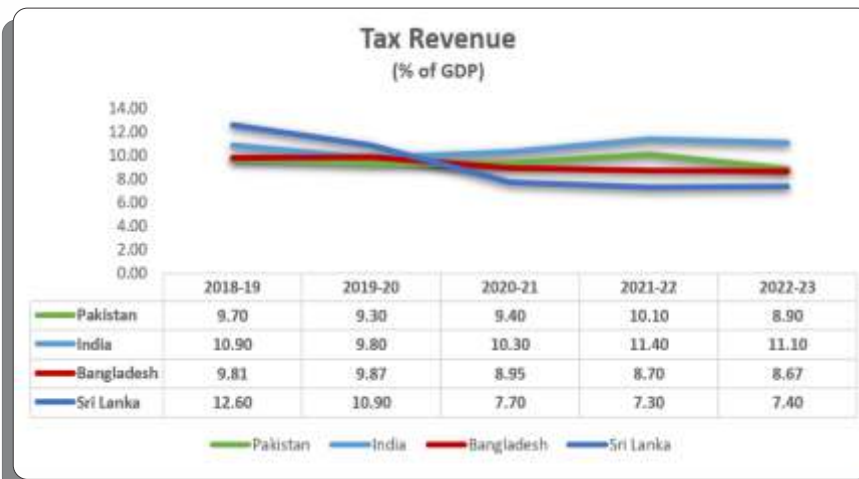 Tax Revenue
(% of GDP)
14.00
12.00
10.00
8.00
6.00
4.00
2.00
0.00
2018-19 2019-20 2020-21 2021-22 2022-23
Pakistan 9.70 9.30 9.40 10.10 8.90
India 10.90 9.80 10.30 11.40 11.10
Bangladesh 9.81 9.87 8.95 8.70 8.67
Sri Lanka 12.60 10.90 7.70 7.30 7.40
Pakistan India Bangladesh Sri Lanka